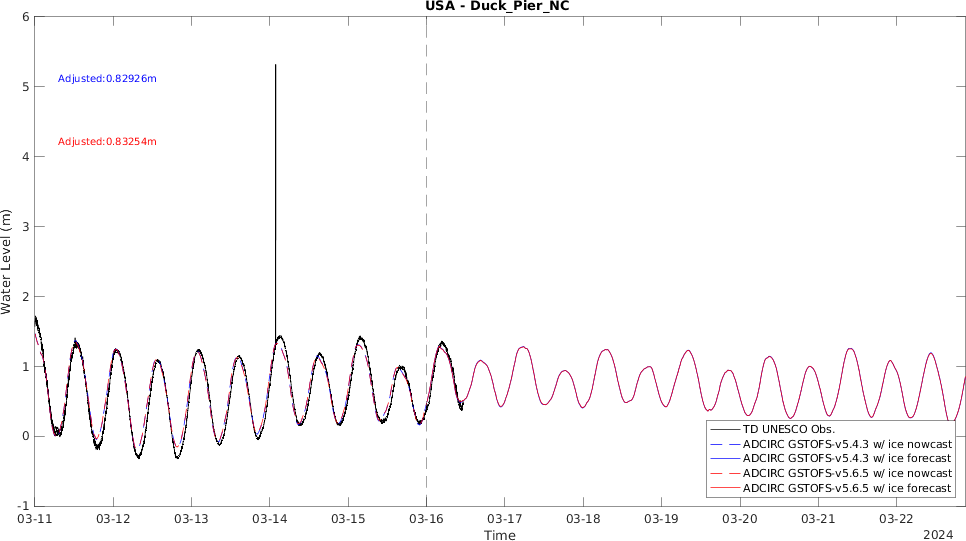 USA - Duck_Pier_NC
6
5
4
3
2
1
0
-1
Water Level (m)
Adjusted:0.82926m
Adjusted:0.83254m
TD UNESCO Obs.
ADCIRC GSTOFS-v5.4.3 w/ ice nowcast
ADCIRC GSTOFS-v5.4.3 w/ ice forecast
ADCIRC GSTOFS-v5.6.5 w/ ice nowcast
ADCIRC GSTOFS-v5.6.5 w/ ice forecast
03-11 03-12 03-13 03-14 03-15 03-16 03-17 03-18 03-19 03-20 03-21 03-22
Time
2024